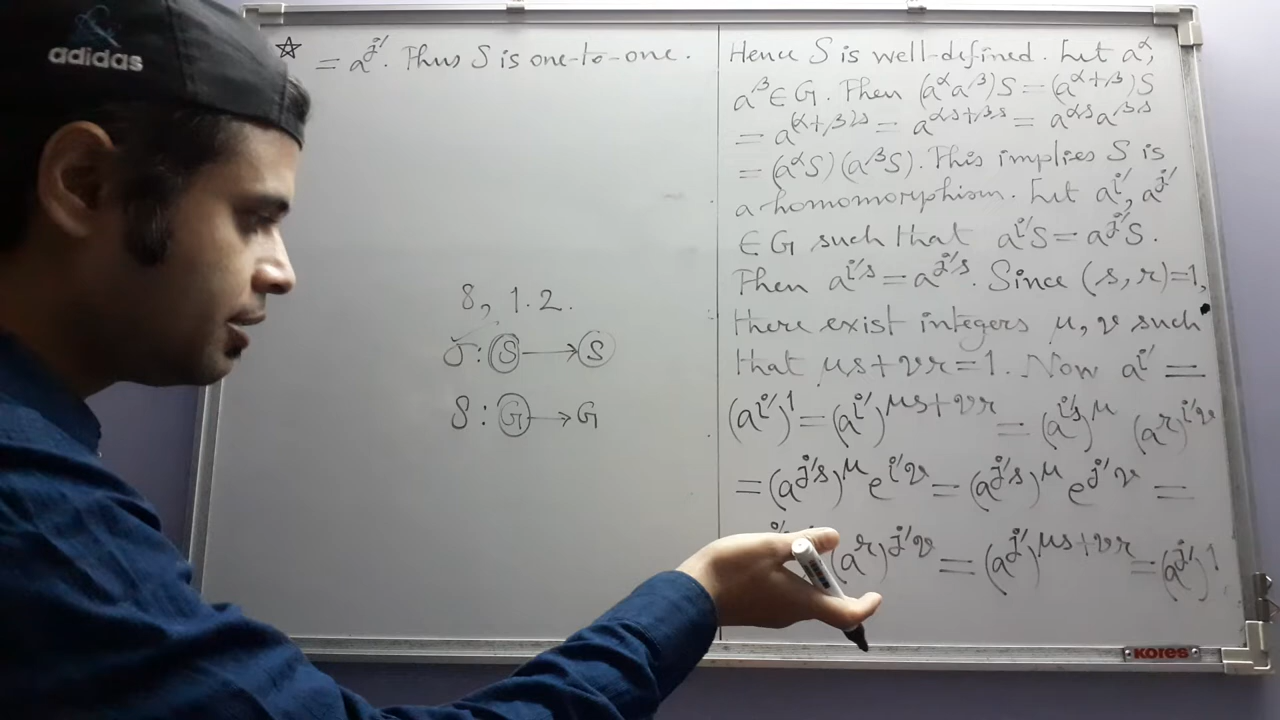 adidas
☆ = a^j'. Thus S is one-to-one.
8, 1.2.
σ: S → S
S: G → G
Hence S is well-defined. Let a^α,
a^β ∈ G. Then (a^α a^β)S = (a^(α+β))S
= a^(α+β)s = a^(αs+βs) = a^αs a^βs
= (a^α S)(a^β S). This implies S is
a homomorphism. Let a^i', a^j'
∈ G such that a^i' S = a^j' S.
Then a^i's = a^j's. Since (s, r)=1,
there exist integers μ, v such
that μs+vr=1. Now a^i' =
(a^i')^1 = (a^i')^(μs+vr) = (a^i's)^μ (a^r)^i'v
= (a^j's)^μ e^i'v = (a^j's)^μ e^j'v =
(a^r)^j'v = (a^j')^(μs+vr) = (a^j')^1
KORES